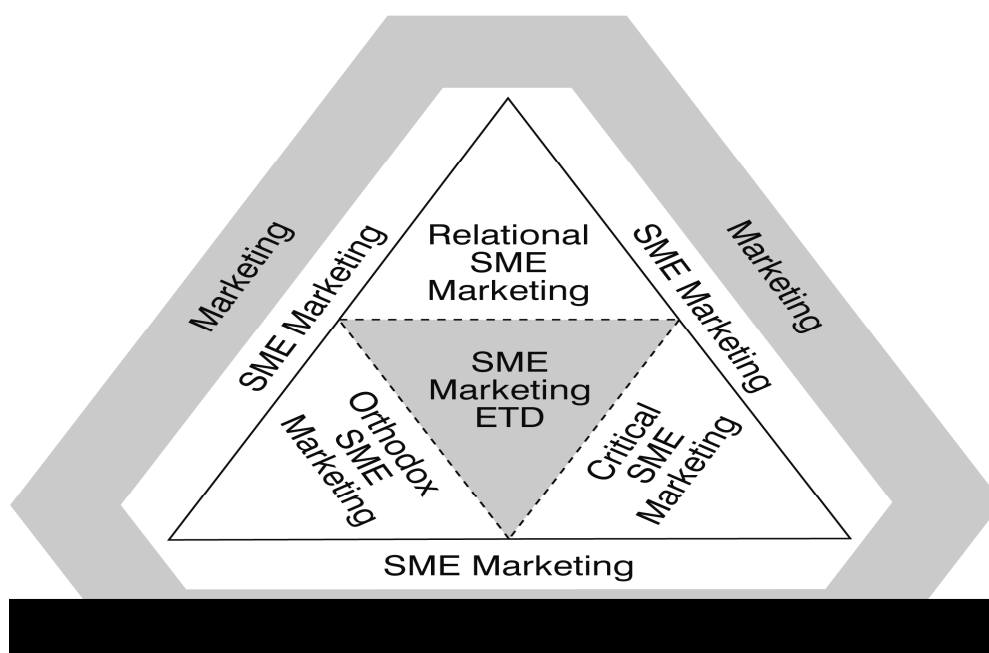 Marketing
SME Marketing
SME Marketing
Marketing
Relational
SME
Marketing
SME
Marketing
ETD
Orthodox
SME
Marketing
Critical
SME
Marketing
SME Marketing